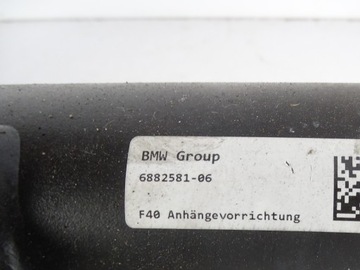 BMW Group
6882581-06
F40 Anhängevorrichtung